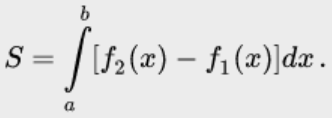 S = ∫_a^b [f₂(x) − f₁(x)]dx .